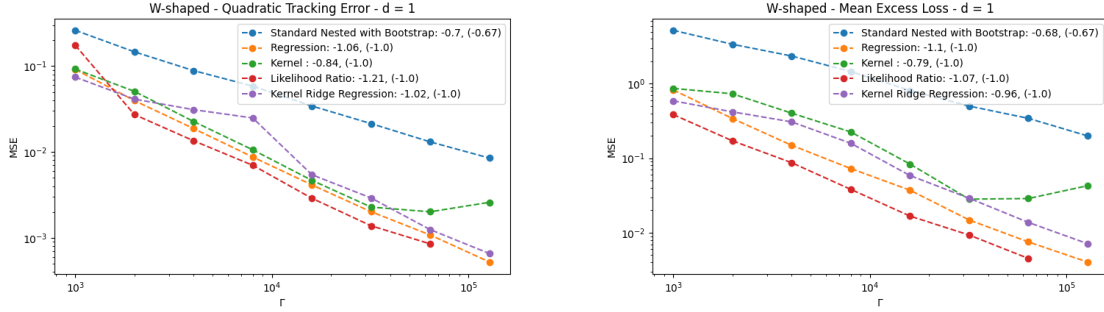 W-shaped - Quadratic Tracking Error - d = 1
Standard Nested with Bootstrap: -0.7, (-0.67)
Regression: -1.06, (-1.0)
Kernel : -0.84, (-1.0)
Likelihood Ratio: -1.21, (-1.0)
Kernel Ridge Regression: -1.02, (-1.0)
MSE
10⁻¹
10⁻²
10⁻³
10³
10⁴
10⁵
Γ
W-shaped - Mean Excess Loss - d = 1
Standard Nested with Bootstrap: -0.68, (-0.67)
Regression: -1.1, (-1.0)
Kernel : -0.79, (-1.0)
Likelihood Ratio: -1.07, (-1.0)
Kernel Ridge Regression: -0.96, (-1.0)
MSE
10⁰
10⁻¹
10⁻²
10³
10⁴
10⁵
Γ